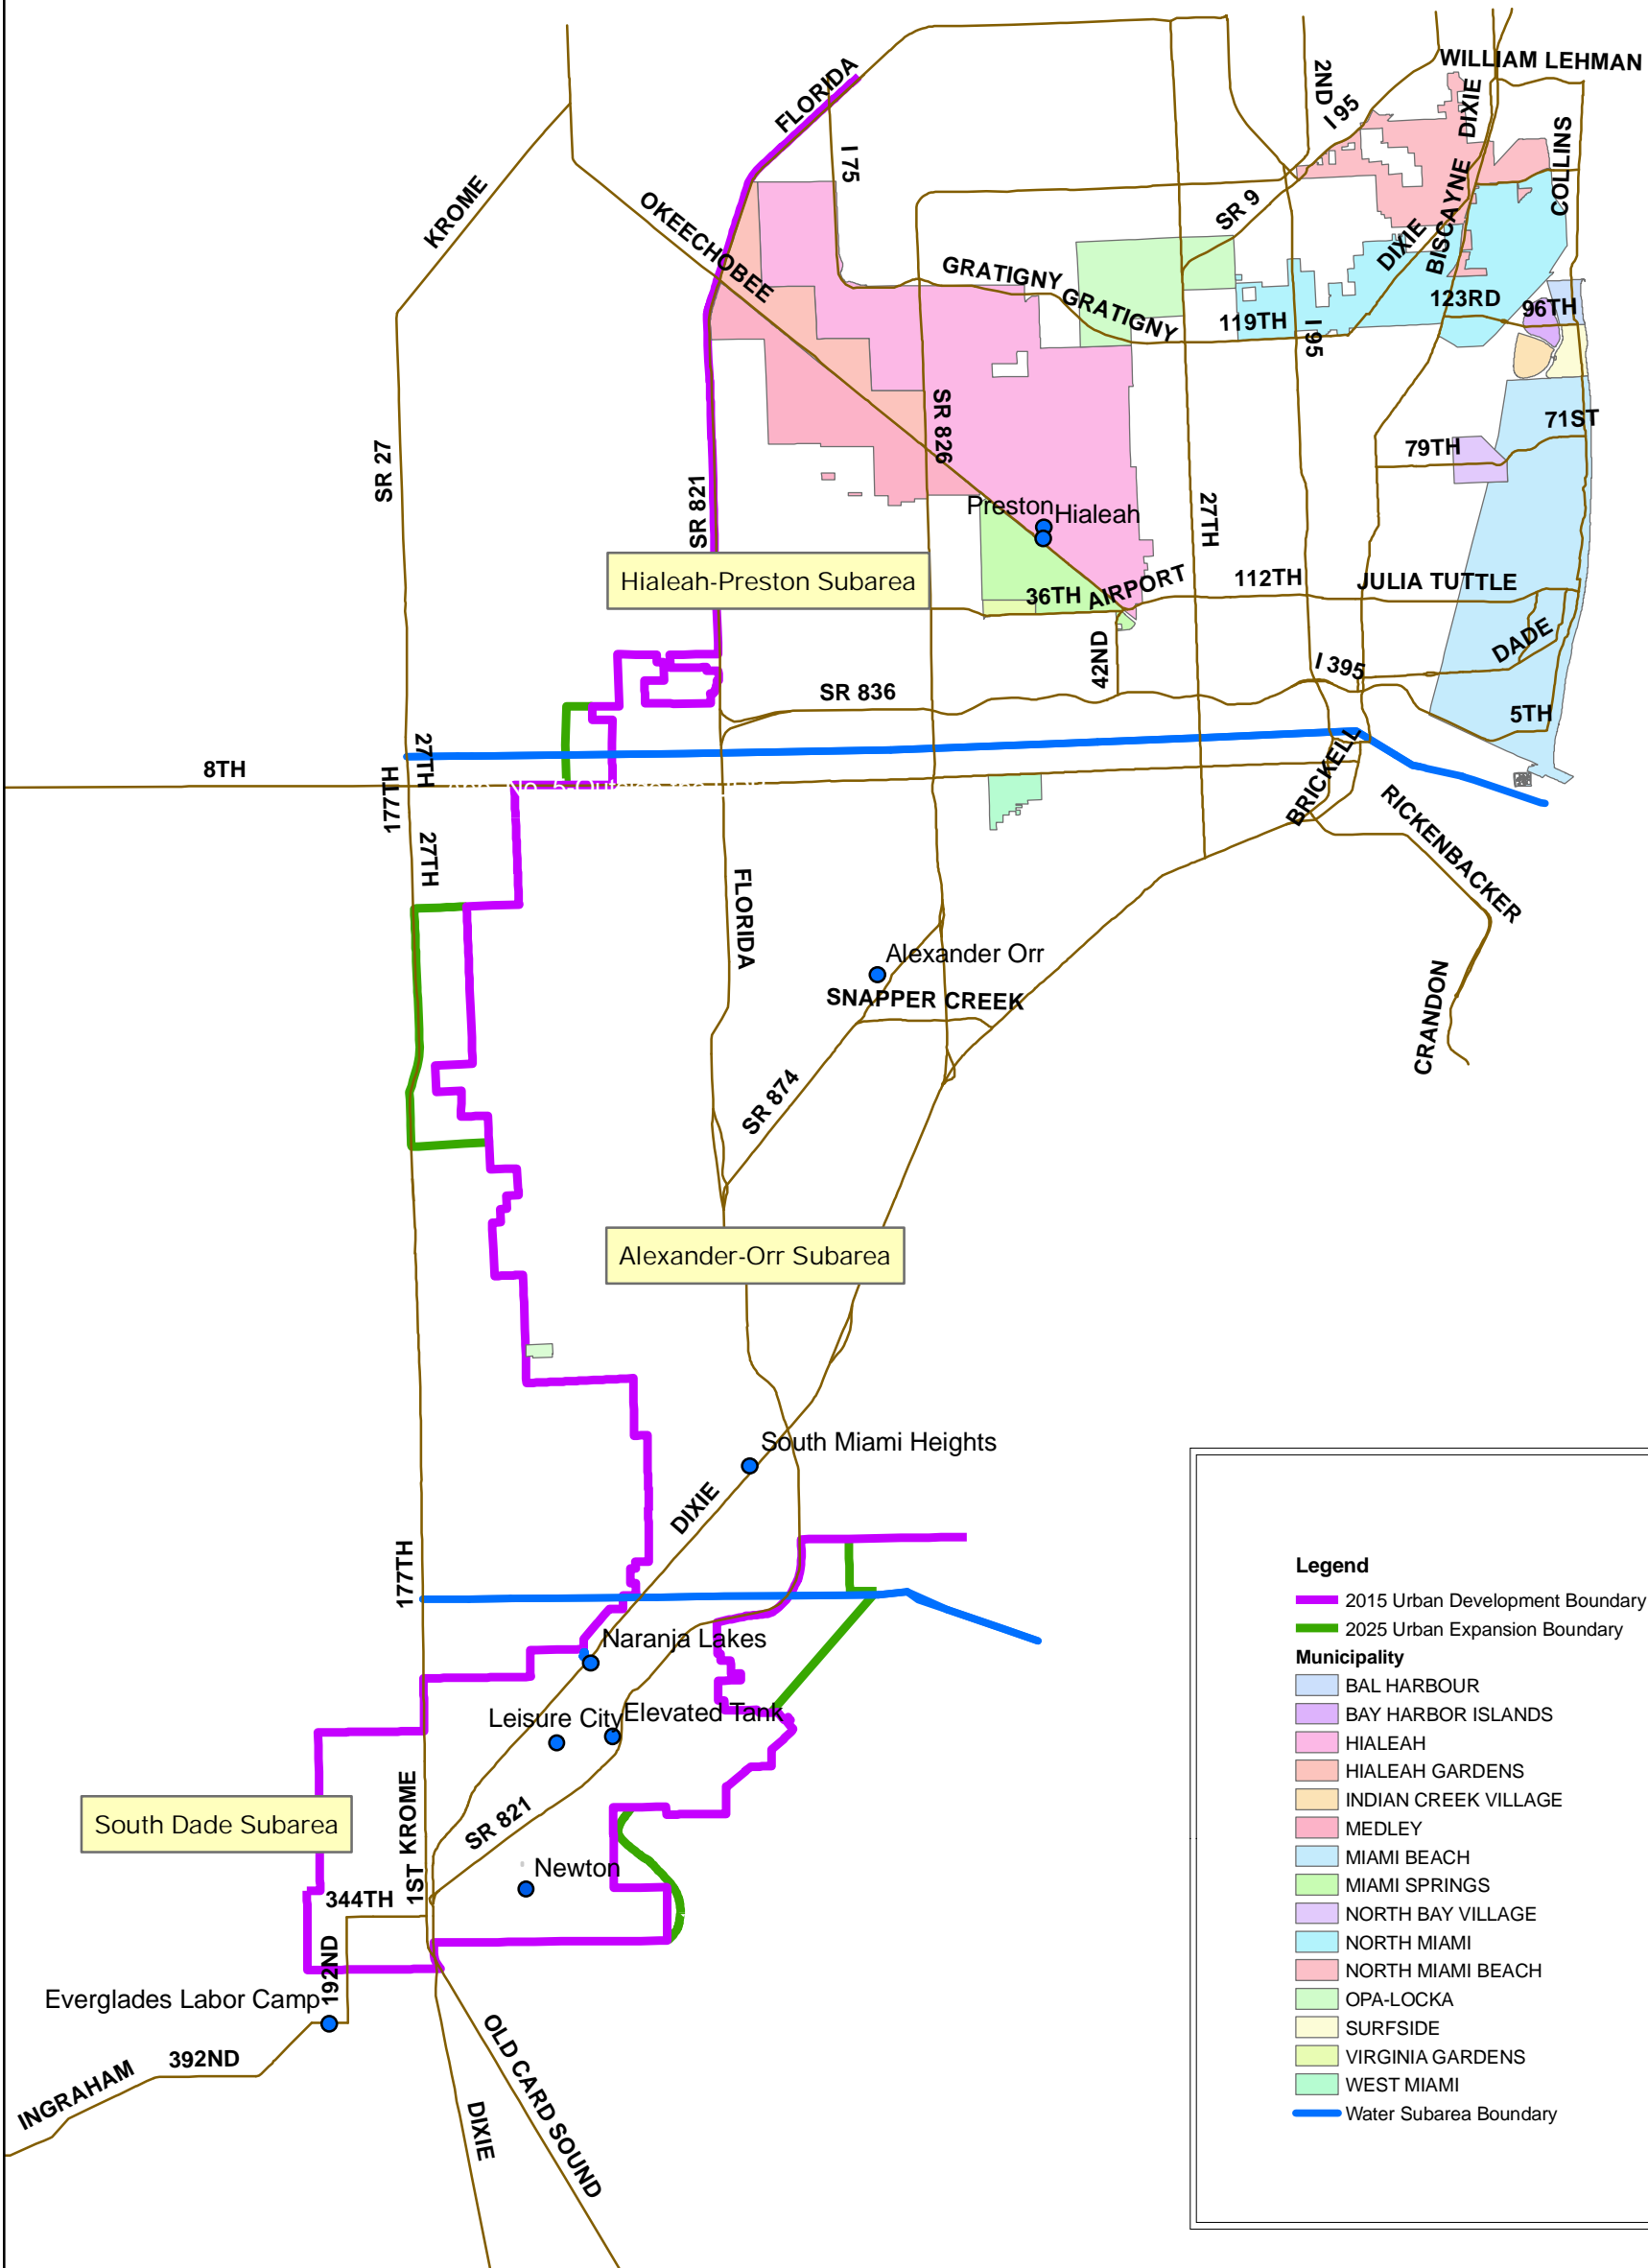 WILLIAM LEHMAN
2ND
FLORIDA
I 95
DIXIE
I 75
COLLINS
KROME
OKEECHOBEE
SR 9
BISCAYNE
DIXIE
GRATIGNY
GRATIGNY
119TH
I 95
123RD
96TH
SR 27
SR 826
71ST
79TH
SR 821
Preston
Hialeah
27TH
Hialeah-Preston Subarea
36TH
AIRPORT
112TH
JULIA TUTTLE
42ND
DADE
I 395
SR 836
5TH
27TH
8TH
177TH
BRICKELL
27TH
RICKENBACKER
FLORIDA
Alexander Orr
SNAPPER CREEK
CRANDON
SR 874
Alexander-Orr Subarea
South Miami Heights
DIXIE
177TH
Naranja Lakes
Leisure City
Elevated Tank
South Dade Subarea
1ST KROME
SR 821
Newton
344TH
192ND
Everglades Labor Camp
392ND
INGRAHAM
OLD CARD SOUND
DIXIE
Legend
2015 Urban Development Boundary
2025 Urban Expansion Boundary
Municipality
BAL HARBOUR
BAY HARBOR ISLANDS
HIALEAH
HIALEAH GARDENS
INDIAN CREEK VILLAGE
MEDLEY
MIAMI BEACH
MIAMI SPRINGS
NORTH BAY VILLAGE
NORTH MIAMI
NORTH MIAMI BEACH
OPA-LOCKA
SURFSIDE
VIRGINIA GARDENS
WEST MIAMI
Water Subarea Boundary